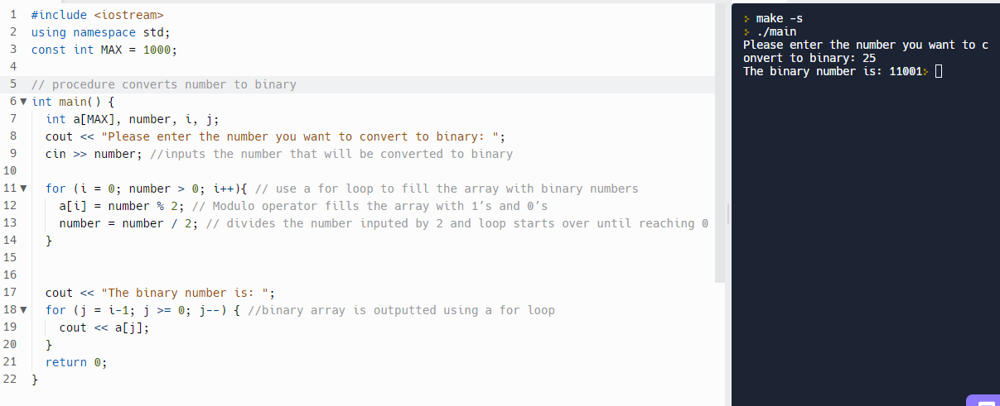 1 #include <iostream>
2 using namespace std;
3 const int MAX = 1000;
4
5 // procedure converts number to binary
6 int main() {
7   int a[MAX], number, i, j;
8   cout << "Please enter the number you want to convert to binary: ";
9   cin >> number; //inputs the number that will be converted to binary
10
11   for (i = 0; number > 0; i++){ // use a for loop to fill the array with binary numbers
12     a[i] = number % 2; // Modulo operator fills the array with 1’s and 0’s
13     number = number / 2; // divides the number inputed by 2 and loop starts over until reaching 0
14   }
15
16
17   cout << "The binary number is: ";
18   for (j = i-1; j >= 0; j--) { //binary array is outputted using a for loop
19     cout << a[j];
20   }
21   return 0;
22 }
make -s
./main
Please enter the number you want to c
onvert to binary: 25
The binary number is: 11001